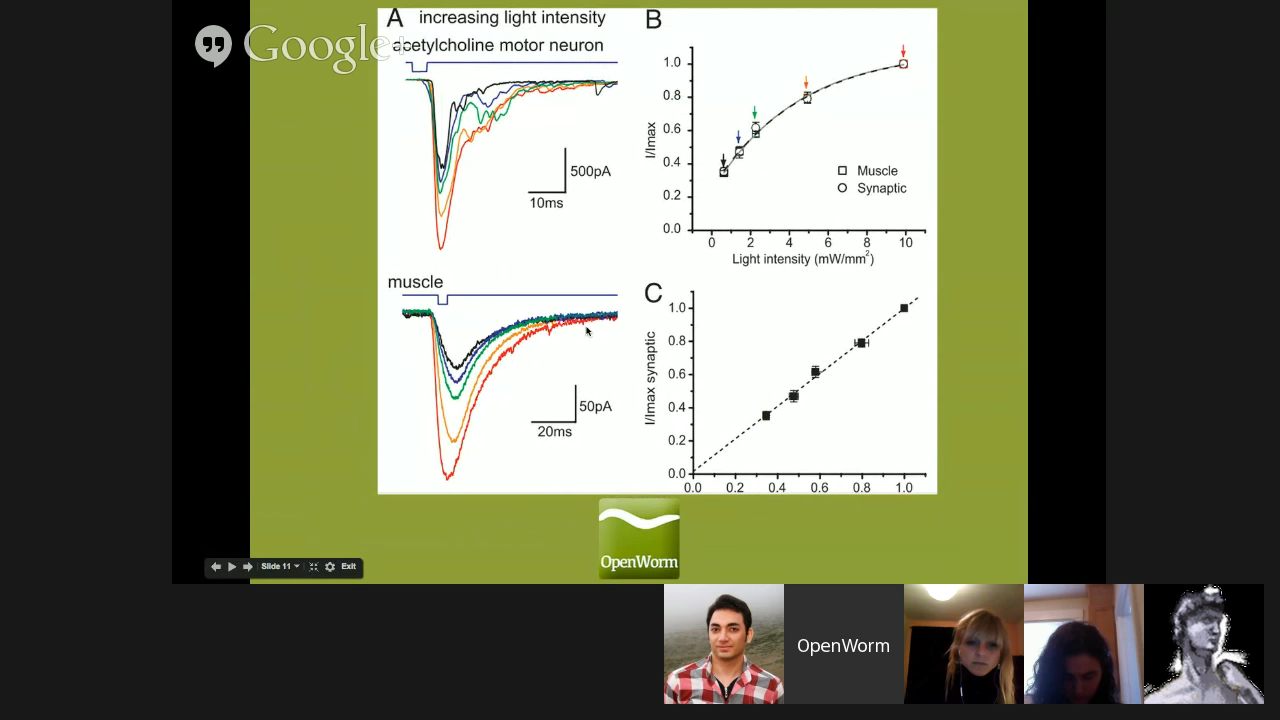 Google+
A increasing light intensity
acetylcholine motor neuron
500pA
10ms
muscle
50pA
20ms
B
I/Imax
1.0
0.8
0.6
0.4
0.2
0.0
Muscle
Synaptic
0 2 4 6 8 10
Light intensity (mW/mm²)
C
I/Imax synaptic
1.0
0.8
0.6
0.4
0.2
0.0
0.0 0.2 0.4 0.6 0.8 1.0
OpenWorm
Slide 11
Exit
OpenWorm